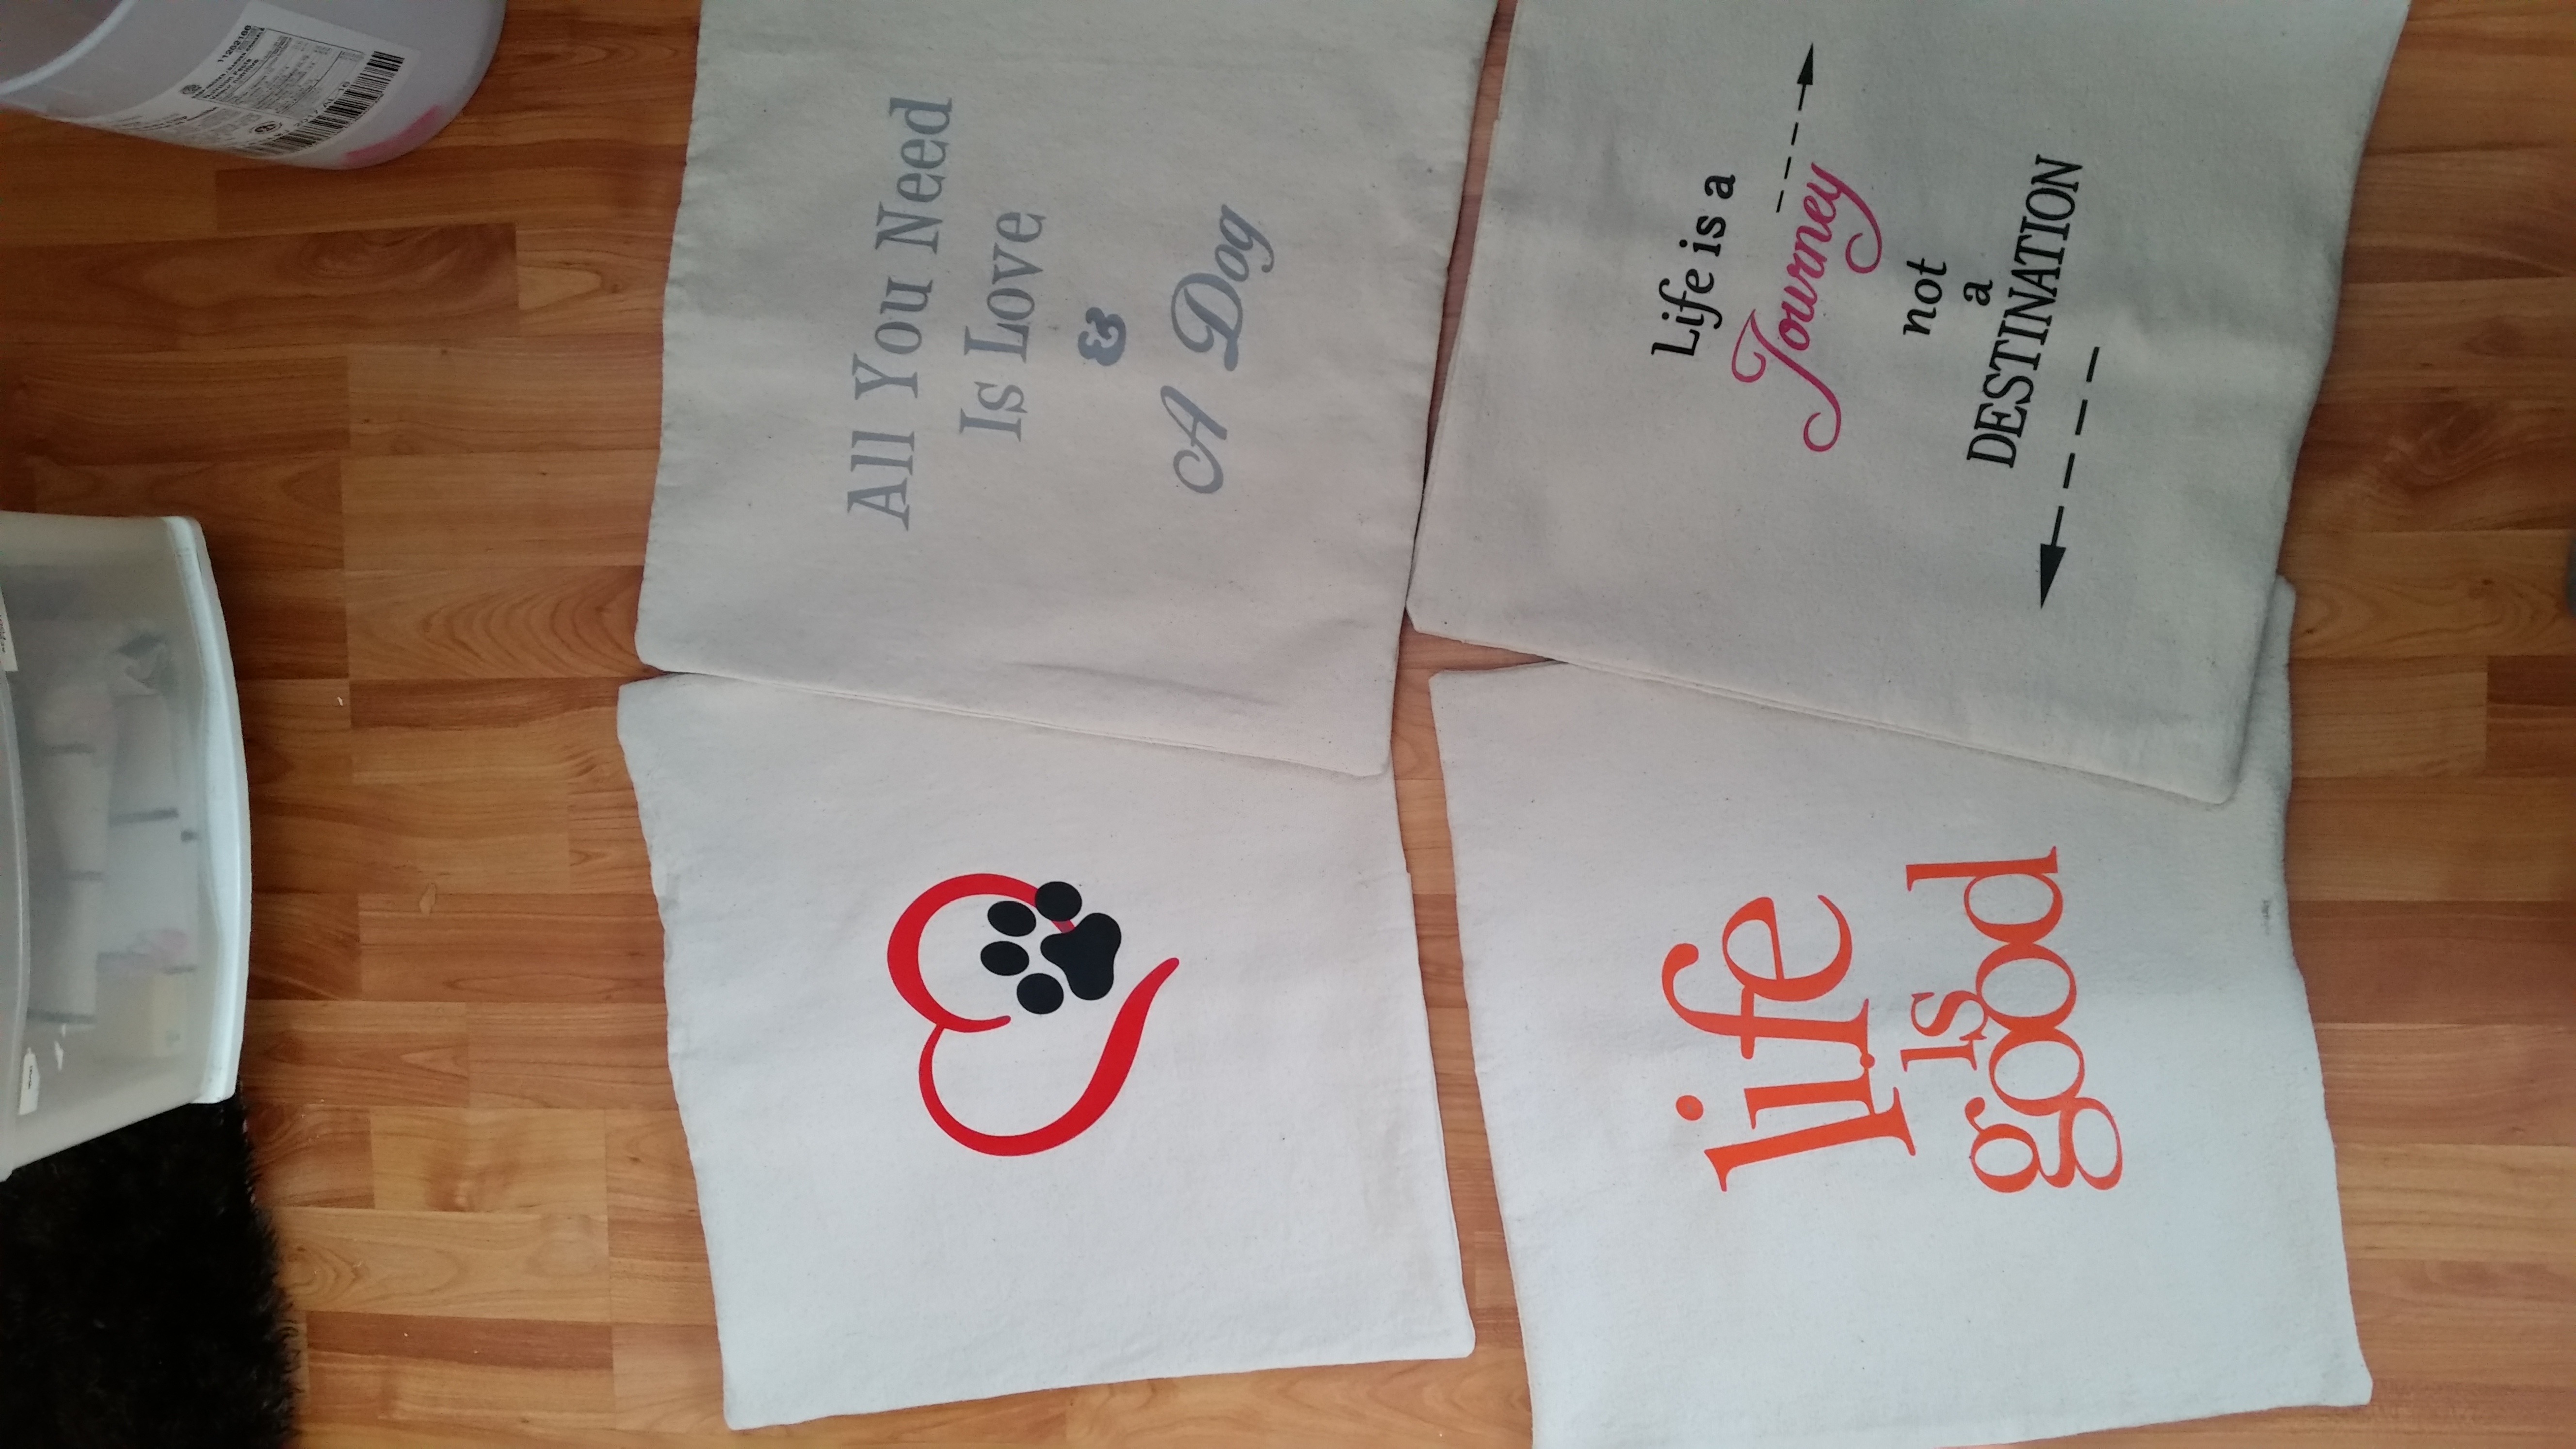 All You Need
Is Love
&
A Dog
life
is
good
Life is a
Journey
not
a
DESTINATION